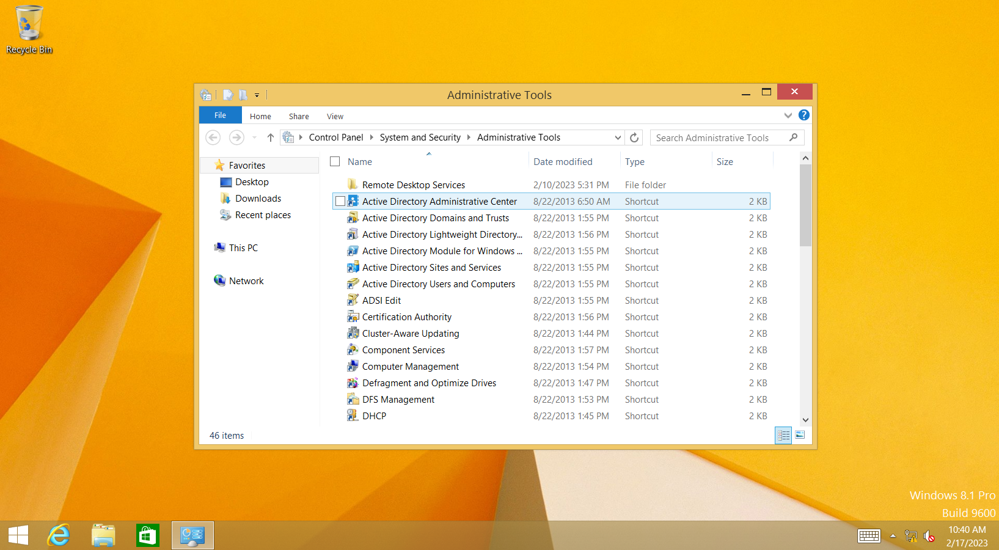 Recycle Bin
Administrative Tools
File Home Share View
Control Panel System and Security Administrative Tools Search Administrative Tools
Name Date modified Type Size
Favorites
Desktop
Downloads
Recent places
This PC
Network
Remote Desktop Services 2/10/2023 5:31 PM File folder
Active Directory Administrative Center 8/22/2013 6:50 AM Shortcut 2 KB
Active Directory Domains and Trusts 8/22/2013 1:55 PM Shortcut 2 KB
Active Directory Lightweight Directory... 8/22/2013 1:56 PM Shortcut 2 KB
Active Directory Module for Windows ... 8/22/2013 1:55 PM Shortcut 2 KB
Active Directory Sites and Services 8/22/2013 1:55 PM Shortcut 2 KB
Active Directory Users and Computers 8/22/2013 1:55 PM Shortcut 2 KB
ADSI Edit 8/22/2013 1:55 PM Shortcut 2 KB
Certification Authority 8/22/2013 1:56 PM Shortcut 2 KB
Cluster-Aware Updating 8/22/2013 1:44 PM Shortcut 2 KB
Component Services 8/22/2013 1:57 PM Shortcut 2 KB
Computer Management 8/22/2013 1:54 PM Shortcut 2 KB
Defragment and Optimize Drives 8/22/2013 1:47 PM Shortcut 2 KB
DFS Management 8/22/2013 1:53 PM Shortcut 2 KB
DHCP 8/22/2013 1:45 PM Shortcut 2 KB
46 items
Windows 8.1 Pro
Build 9600
10:40 AM
2/17/2023